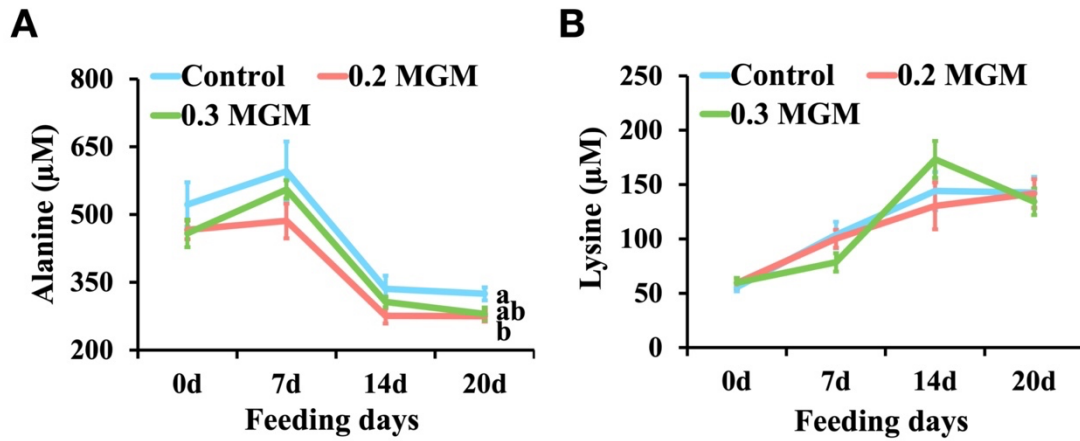 A
Control
0.2 MGM
0.3 MGM
Alanine (μM)
800
650
500
350
200
a
ab
b
0d 7d 14d 20d
Feeding days
B
Control
0.2 MGM
0.3 MGM
Lysine (μM)
250
200
150
100
50
0
0d 7d 14d 20d
Feeding days